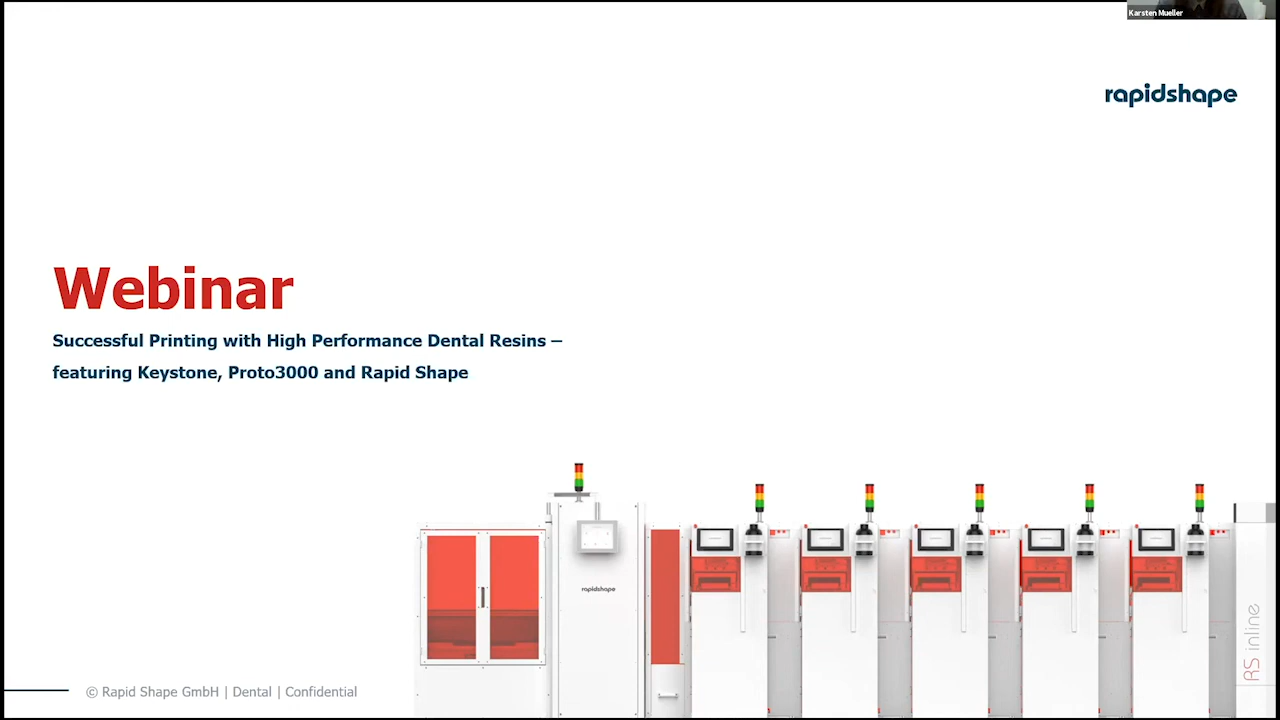 Karsten Mueller
rapidshape
Webinar
Successful Printing with High Performance Dental Resins –
featuring Keystone, Proto3000 and Rapid Shape
rapidshape
RS inline
© Rapid Shape GmbH | Dental | Confidential